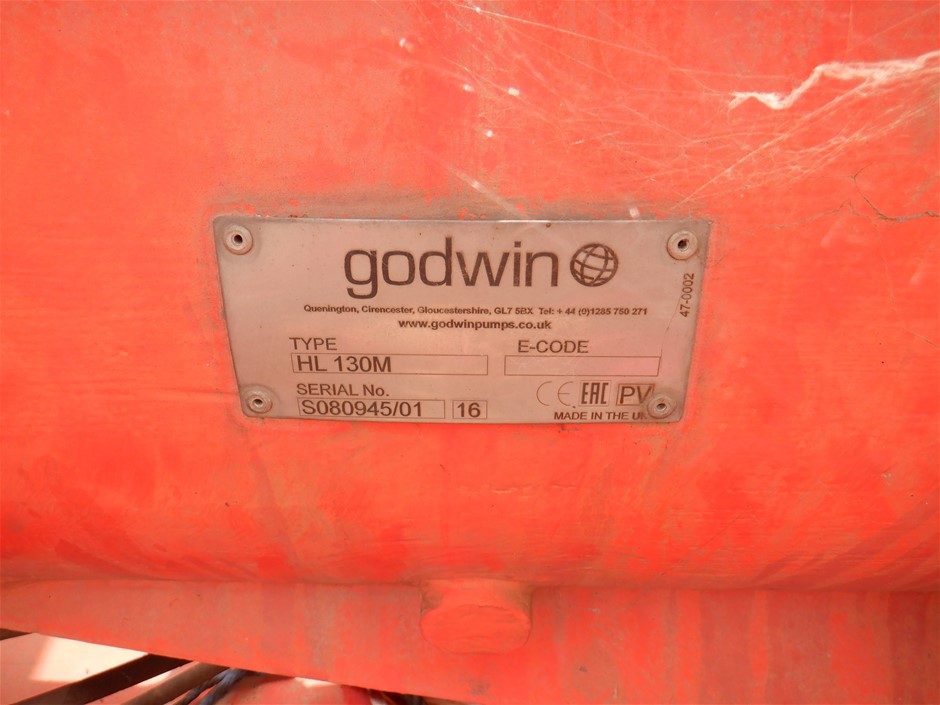 godwin
Quenington, Cirencester, Gloucestershire, GL7 5BX Tel: + 44 (0)1285 750 271
www.godwinpumps.co.uk
47-0002
TYPE
HL 130M
E-CODE
SERIAL No.
S080945/01 16
CE EAC PV
MADE IN THE UK